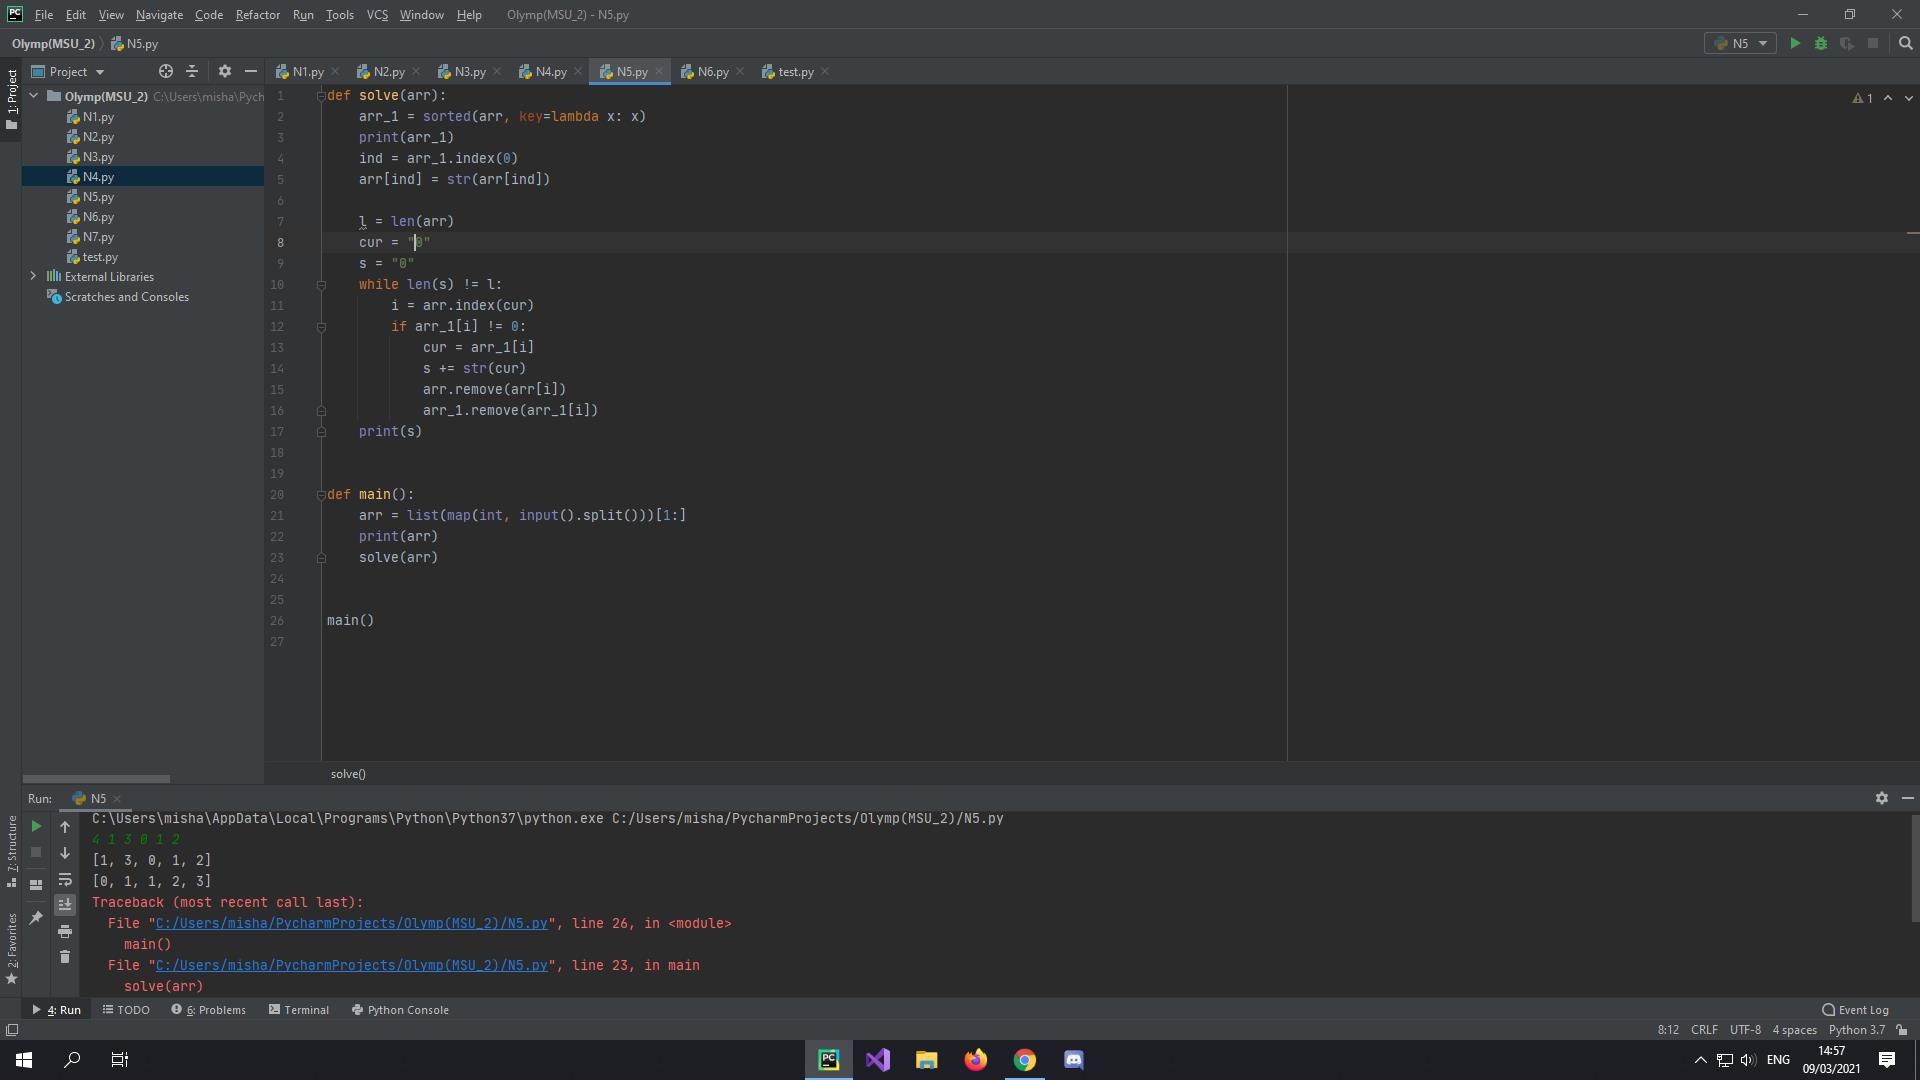 File Edit View Navigate Code Refactor Run Tools VCS Window Help Olymp(MSU_2) - N5.py
Olymp(MSU_2) N5.py N5
Project N1.py N2.py N3.py N4.py N5.py N6.py test.py
1: Project
Olymp(MSU_2) C:\Users\misha\Pych
N1.py
N2.py
N3.py
N4.py
N5.py
N6.py
N7.py
test.py
External Libraries
Scratches and Consoles
1
1 def solve(arr):
2 arr_1 = sorted(arr, key=lambda x: x)
3 print(arr_1)
4 ind = arr_1.index(0)
5 arr[ind] = str(arr[ind])
6
7 l = len(arr)
8 cur = "0"
9 s = "0"
10 while len(s) != l:
11 i = arr.index(cur)
12 if arr_1[i] != 0:
13 cur = arr_1[i]
14 s += str(cur)
15 arr.remove(arr[i])
16 arr_1.remove(arr_1[i])
17 print(s)
18
19
20 def main():
21 arr = list(map(int, input().split()))[1:]
22 print(arr)
23 solve(arr)
24
25
26 main()
27
solve()
Run: N5
C:\Users\misha\AppData\Local\Programs\Python\Python37\python.exe C:/Users/misha/PycharmProjects/Olymp(MSU_2)/N5.py
4 1 3 0 1 2
[1, 3, 0, 1, 2]
[0, 1, 1, 2, 3]
Traceback (most recent call last):
File "C:/Users/misha/PycharmProjects/Olymp(MSU_2)/N5.py", line 26, in <module>
main()
File "C:/Users/misha/PycharmProjects/Olymp(MSU_2)/N5.py", line 23, in main
solve(arr)
7: Structure
2: Favorites
4: Run TODO 6: Problems Terminal Python Console Event Log
8:12 CRLF UTF-8 4 spaces Python 3.7
ENG 14:57
09/03/2021